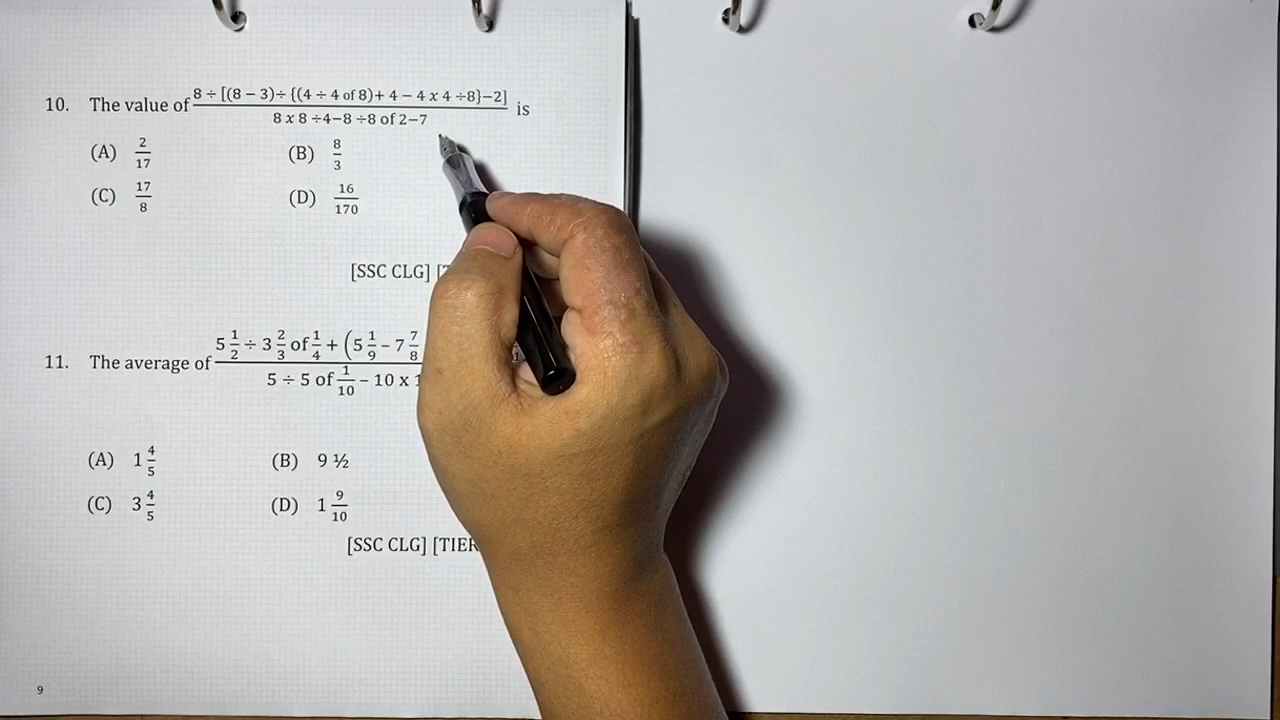 10. The value of 8 ÷ [(8 − 3)÷ {(4 ÷ 4 of 8)+ 4 − 4 x 4 ÷8}−2] / 8 x 8 ÷4−8 ÷8 of 2−7 is
(A) 2/17 (B) 8/3
(C) 17/8 (D) 16/170
[SSC CLG]
11. The average of 5 1/2 ÷ 3 2/3 of 1/4 + (5 1/9 − 7 7/8 / 5 ÷ 5 of 1/10 − 10 x
(A) 1 4/5 (B) 9 ½
(C) 3 4/5 (D) 1 9/10
[SSC CLG] [TIER
9